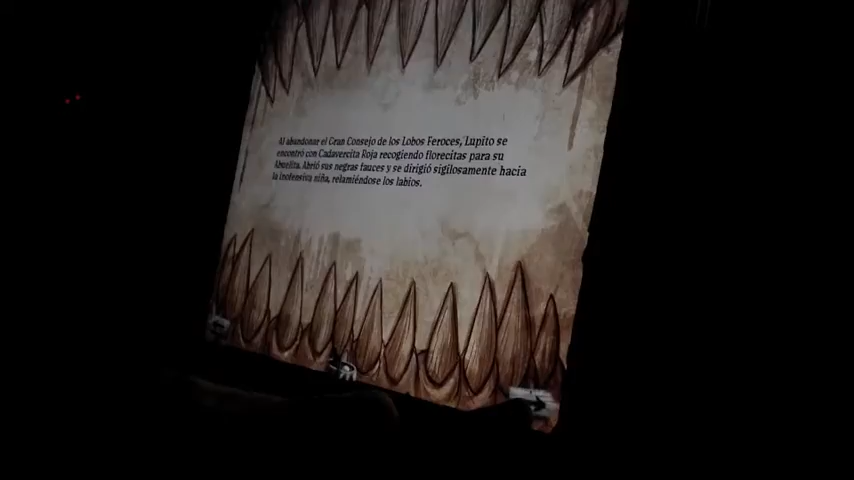 Al abandonar el Gran Consejo de los Lobos Feroces, Lupito se
encontró con Cadavercita Roja recogiendo florecitas para su
Abuelita. Abrió sus negras fauces y se dirigió sigilosamente hacia
la inofensiva niña, relamiéndose los labios.